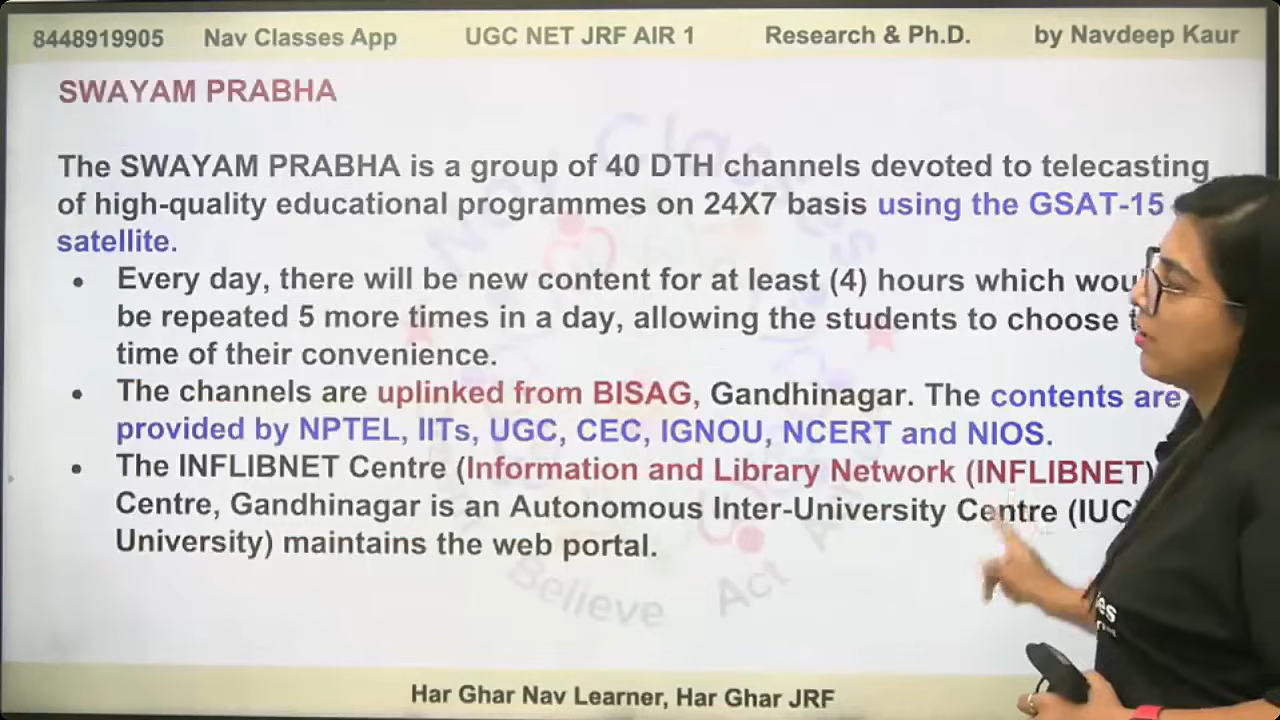 8448919905 Nav Classes App UGC NET JRF AIR 1 Research & Ph.D. by Navdeep Kaur
SWAYAM PRABHA
The SWAYAM PRABHA is a group of 40 DTH channels devoted to telecasting
of high-quality educational programmes on 24X7 basis using the GSAT-15
satellite.
• Every day, there will be new content for at least (4) hours which
be repeated 5 more times in a day, allowing the students to choose
time of their convenience.
• The channels are uplinked from BISAG, Gandhinagar. The contents are
provided by NPTEL, IITs, UGC, CEC, IGNOU, NCERT and NIOS.
• The INFLIBNET Centre (Information and Library Network (INFLIBNET)
Centre, Gandhinagar is an Autonomous Inter-University Centre (IUC
University) maintains the web portal.
Nav Classes
Believe Act
Har Ghar Nav Learner, Har Ghar JRF